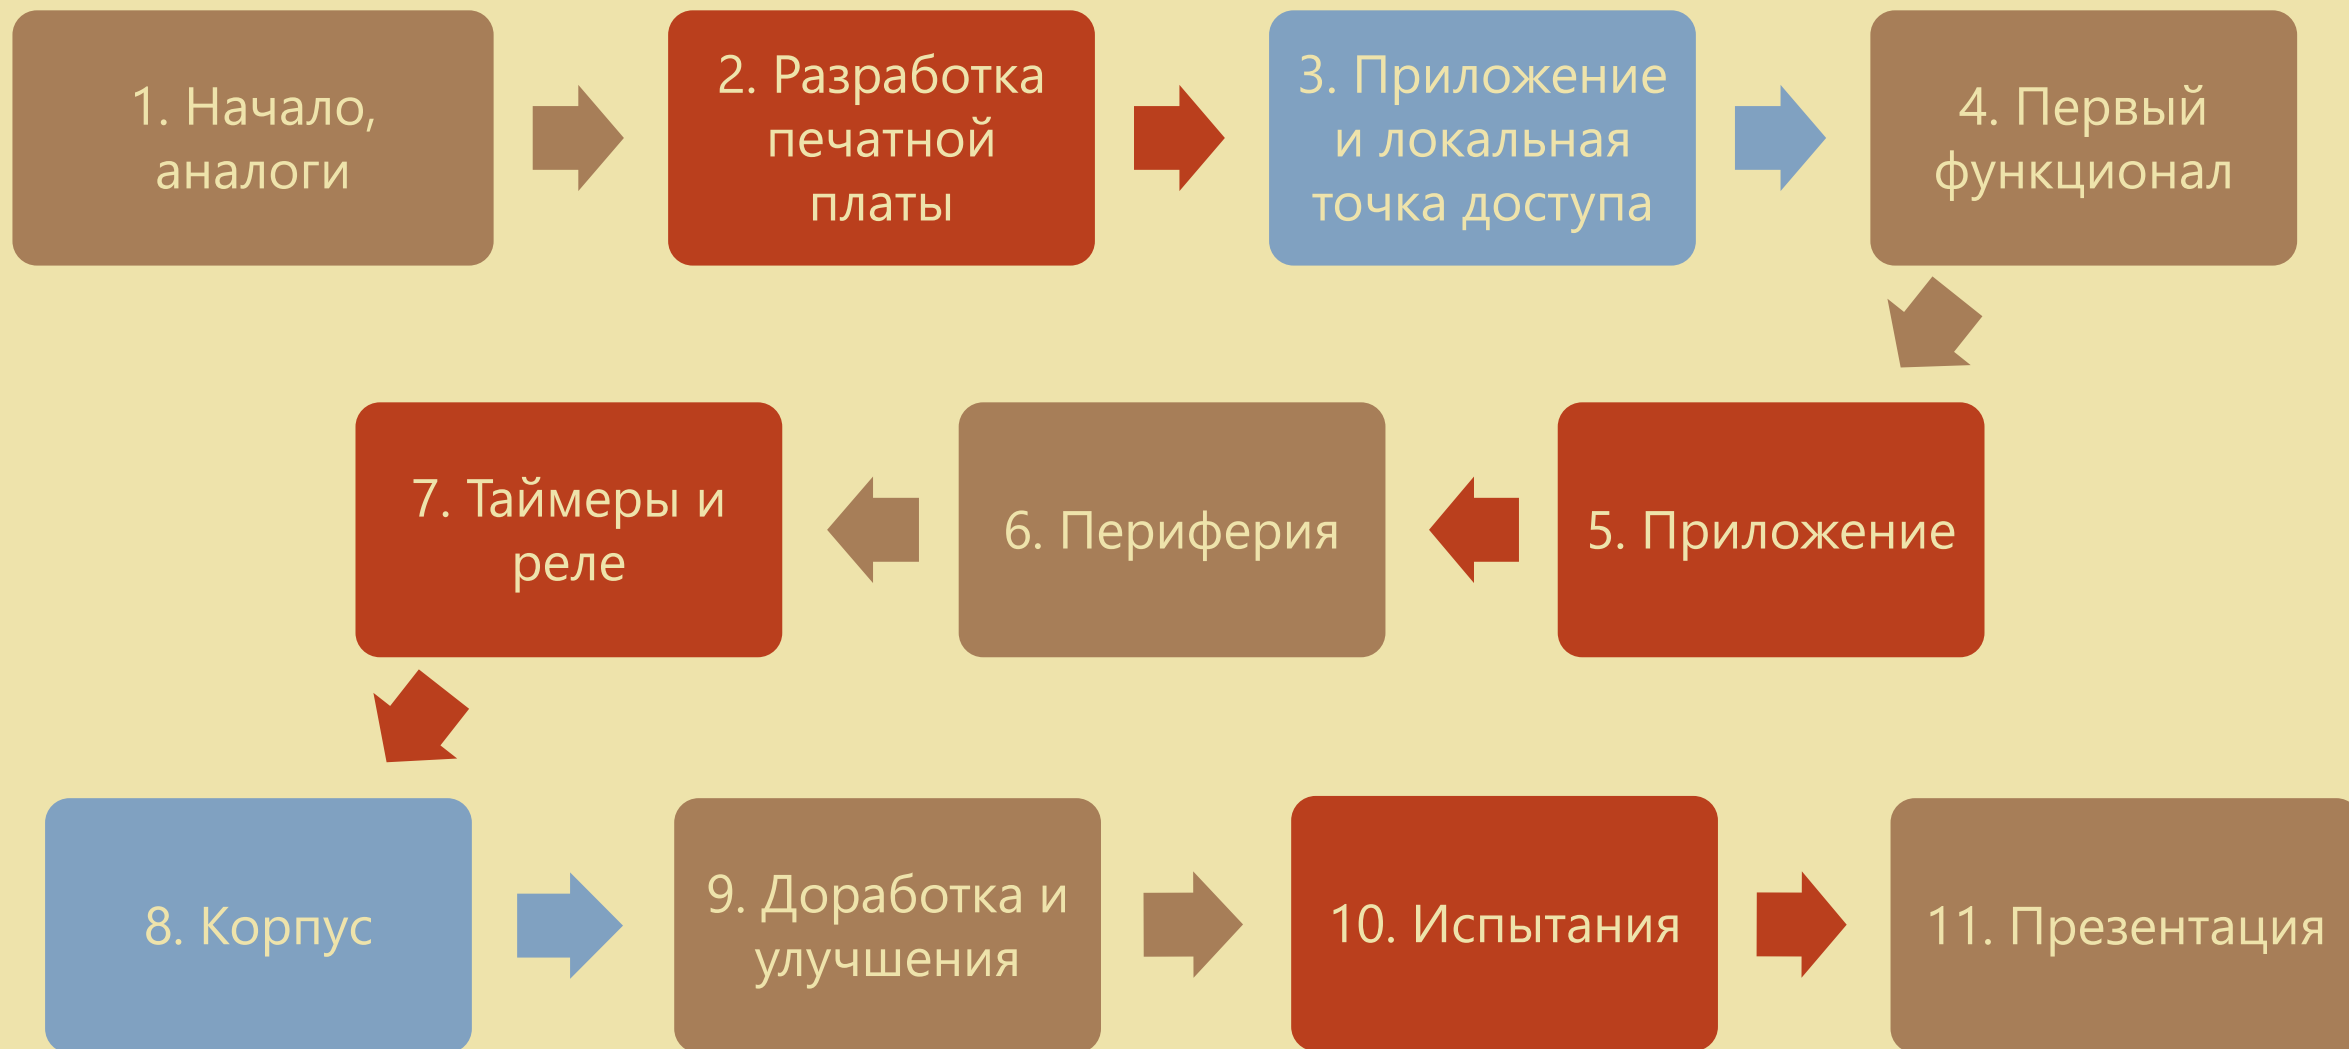 1. Начало,
аналоги
2. Разработка
печатной
платы
3. Приложение
и локальная
точка доступа
4. Первый
функционал
5. Приложение
6. Периферия
7. Таймеры и
реле
8. Корпус
9. Доработка и
улучшения
10. Испытания
11. Презентация